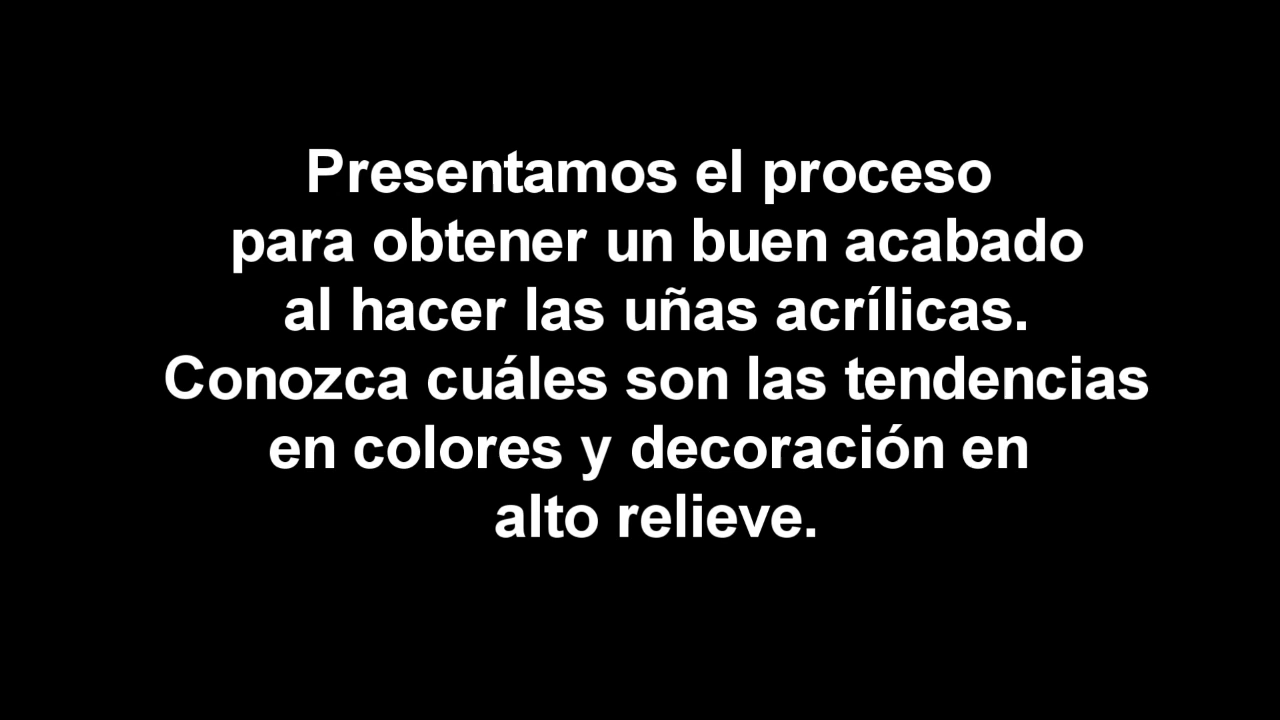 Presentamos el proceso
para obtener un buen acabado
al hacer las uñas acrílicas.
Conozca cuáles son las tendencias
en colores y decoración en
alto relieve.